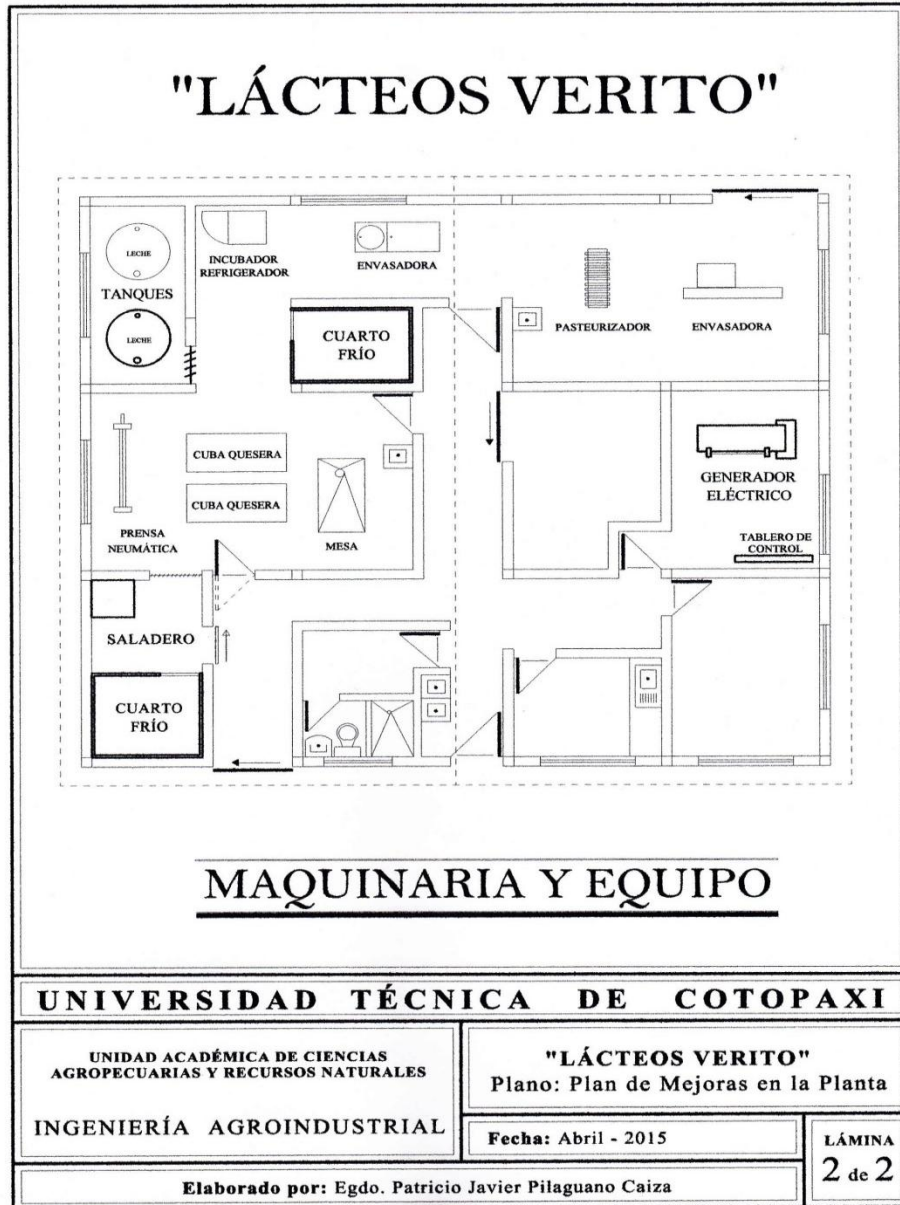 "LÁCTEOS VERITO"
LECHE
TANQUES
LECHE
INCUBADOR
REFRIGERADOR
ENVASADORA
CUARTO
FRÍO
PASTEURIZADOR
ENVASADORA
CUBA QUESERA
CUBA QUESERA
PRENSA
NEUMÁTICA
MESA
GENERADOR
ELÉCTRICO
TABLERO DE
CONTROL
SALADERO
CUARTO
FRÍO
MAQUINARIA Y EQUIPO
UNIVERSIDAD TÉCNICA DE COTOPAXI
UNIDAD ACADÉMICA DE CIENCIAS
AGROPECUARIAS Y RECURSOS NATURALES
INGENIERÍA AGROINDUSTRIAL
"LÁCTEOS VERITO"
Plano: Plan de Mejoras en la Planta
Fecha: Abril - 2015
LÁMINA
2 de 2
Elaborado por: Egdo. Patricio Javier Pilaguano Caiza